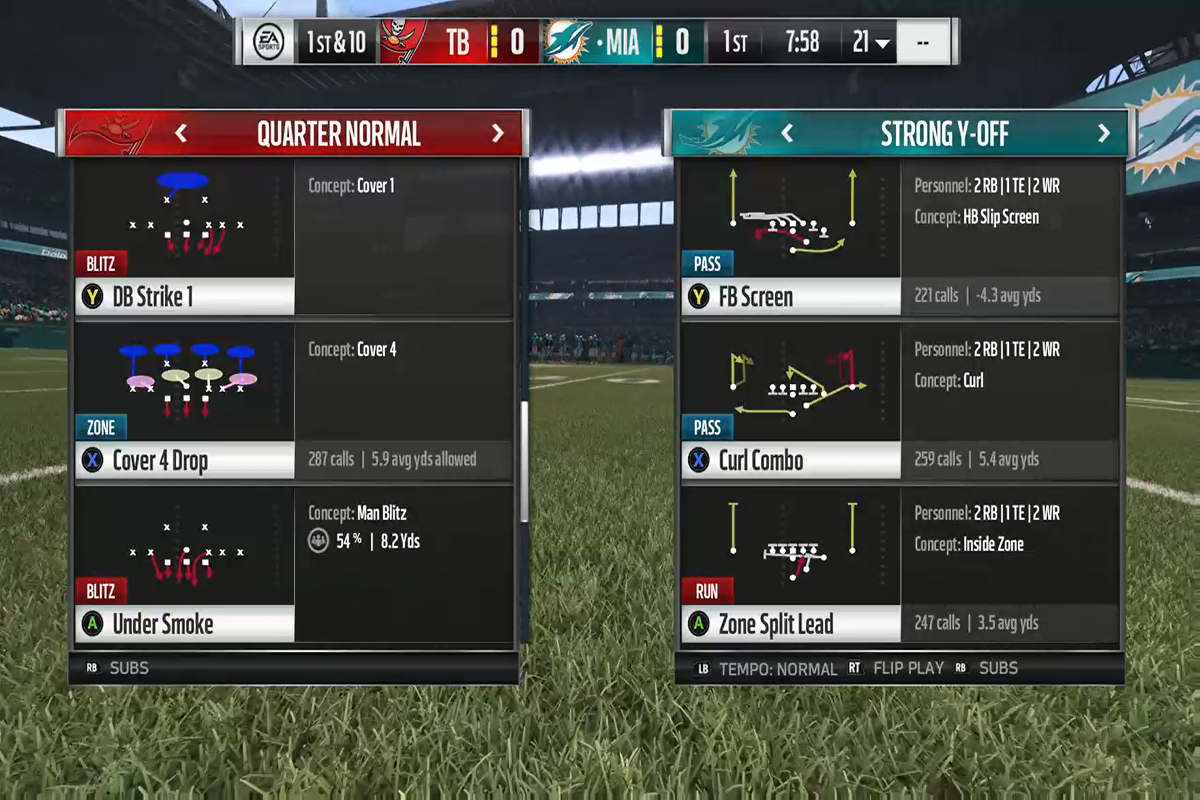 EA SPORTS 1ST & 10 TB 0 MIA 0 1ST 7:58 21 --
QUARTER NORMAL
Concept: Cover 1
BLITZ
Y DB Strike 1
Concept: Cover 4
ZONE
X Cover 4 Drop
287 calls | 5.9 avg yds allowed
Concept: Man Blitz
54 % | 8.2 Yds
BLITZ
A Under Smoke
RB SUBS
STRONG Y-OFF
Personnel: 2 RB | 1 TE | 2 WR
Concept: HB Slip Screen
PASS
Y FB Screen
221 calls | -4.3 avg yds
Personnel: 2 RB | 1 TE | 2 WR
Concept: Curl
PASS
X Curl Combo
259 calls | 5.4 avg yds
Personnel: 2 RB | 1 TE | 2 WR
Concept: Inside Zone
RUN
A Zone Split Lead
247 calls | 3.5 avg yds
LB TEMPO: NORMAL RT FLIP PLAY RB SUBS